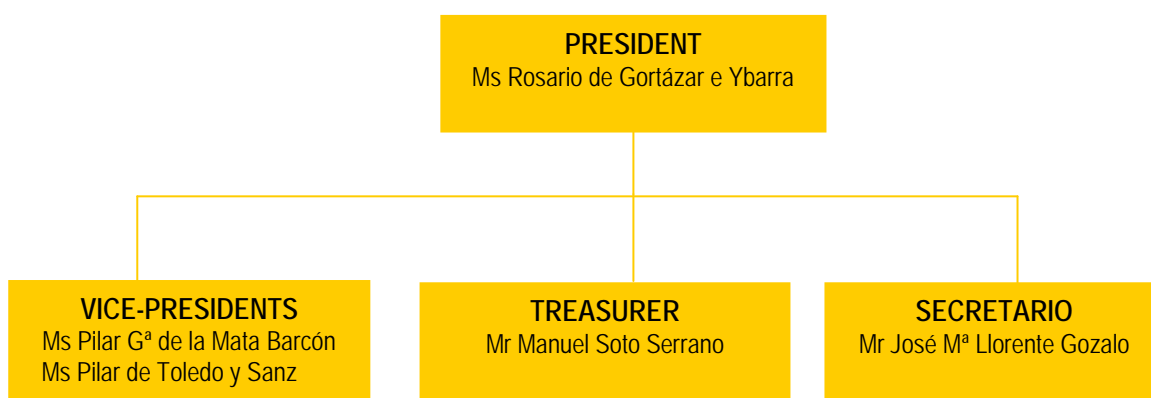 PRESIDENT
Ms Rosario de Gortázar e Ybarra
VICE-PRESIDENTS
Ms Pilar Gª de la Mata Barcón
Ms Pilar de Toledo y Sanz
TREASURER
Mr Manuel Soto Serrano
SECRETARIO
Mr José Mª Llorente Gozalo